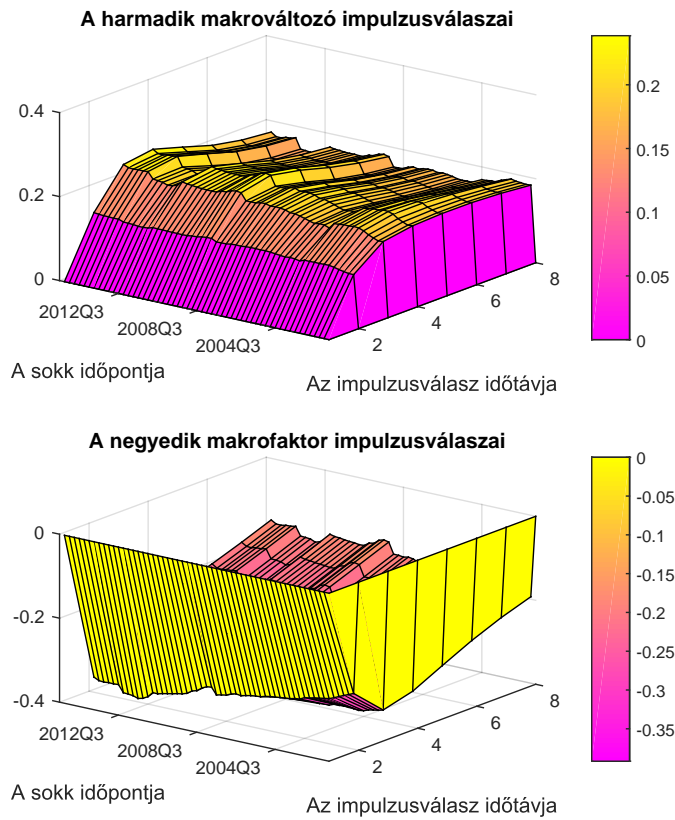 A harmadik makrováltozó impulzusválaszai
0.4
0.2
0
2012Q3
2008Q3
2004Q3
2
4
6
8
A sokk időpontja
Az impulzusválasz időtávja
0.2
0.15
0.1
0.05
0
A negyedik makrofaktor impulzusválaszai
0
-0.2
-0.4
2012Q3
2008Q3
2004Q3
2
4
6
8
A sokk időpontja
Az impulzusválasz időtávja
0
-0.05
-0.1
-0.15
-0.2
-0.25
-0.3
-0.35